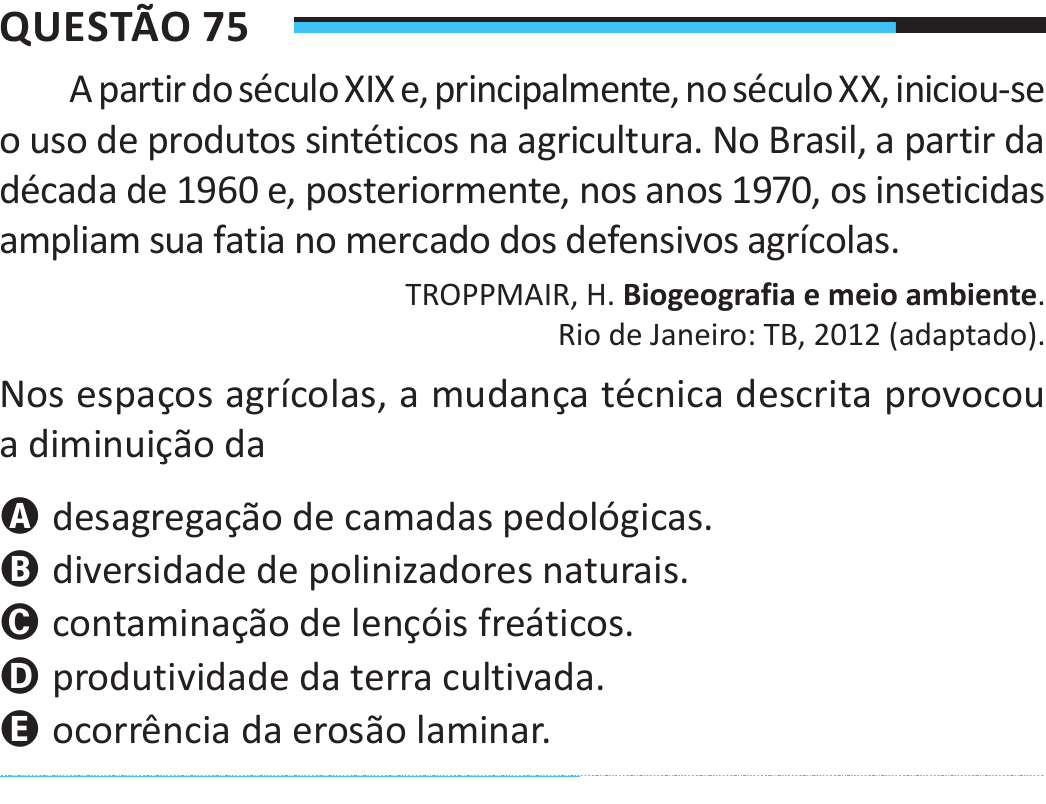 QUESTÃO 75
A partir do século XIX e, principalmente, no século XX, iniciou-se
o uso de produtos sintéticos na agricultura. No Brasil, a partir da
década de 1960 e, posteriormente, nos anos 1970, os inseticidas
ampliam sua fatia no mercado dos defensivos agrícolas.
TROPPMAIR, H. Biogeografia e meio ambiente.
Rio de Janeiro: TB, 2012 (adaptado).
Nos espaços agrícolas, a mudança técnica descrita provocou
a diminuição da
A desagregação de camadas pedológicas.
B diversidade de polinizadores naturais.
C contaminação de lençóis freáticos.
D produtividade da terra cultivada.
E ocorrência da erosão laminar.